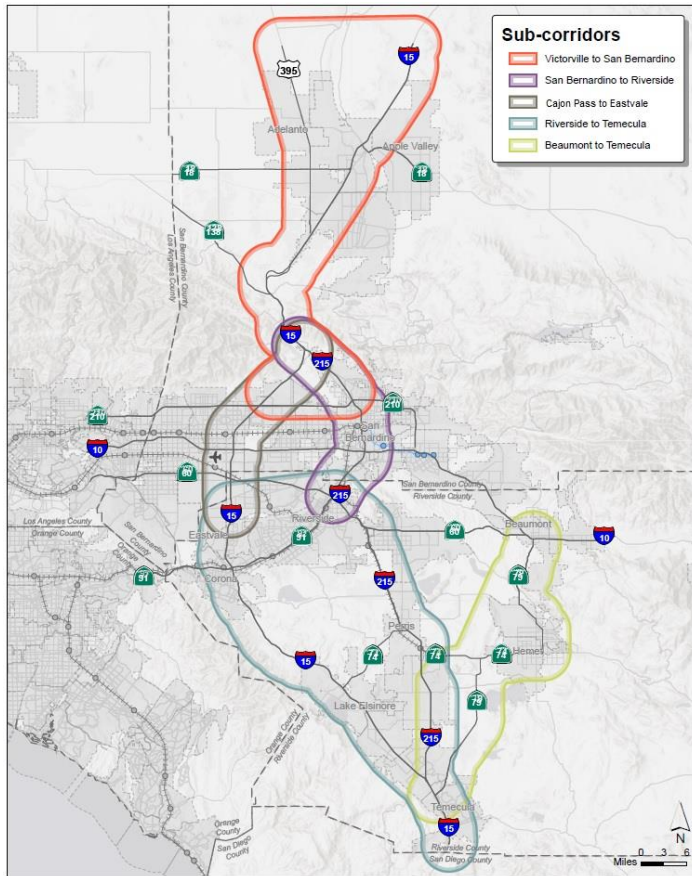 Sub-corridors
Victorville to San Bernardino
San Bernardino to Riverside
Cajon Pass to Eastvale
Riverside to Temecula
Beaumont to Temecula
395
15
Adelanto
Apple Valley
18
18
138
San Bernardino County
Los Angeles County
15
215
210
210
San
Bernardino
10
60
215
San Bernardino County
Riverside County
15
Riverside
Beaumont
Los Angeles County
Orange County
San Bernardino
County
Orange
County
Eastvale
91
60
10
91
Corona
215
79
Perris
15
74
74
74
Hemet
79
Lake Elsinore
Orange County
Riverside County
215
Temecula
15
Orange County
San Diego
County
Riverside County
San Diego County
N
0 3 6
Miles